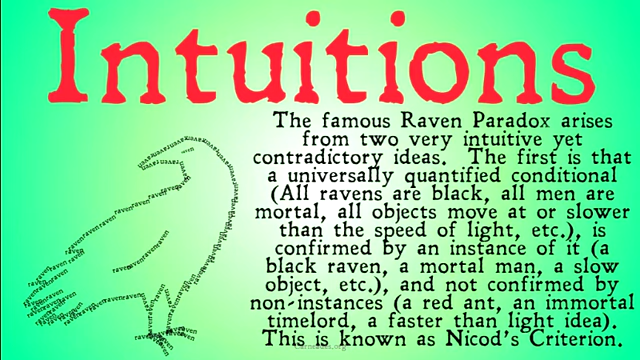 Intuitions
The famous Raven Paradox arises
from two very intuitive yet
contradictory ideas. The first is that
a universally quantified conditional
(All ravens are black, all men are
mortal, all objects move at or slower
than the speed of light, etc.), is
confirmed by an instance of it (a
black raven, a mortal man, a slow
object, etc.), and not confirmed by
non-instances (a red ant, an immortal
timelord, a faster than light idea).
This is known as Nicod's Criterion.